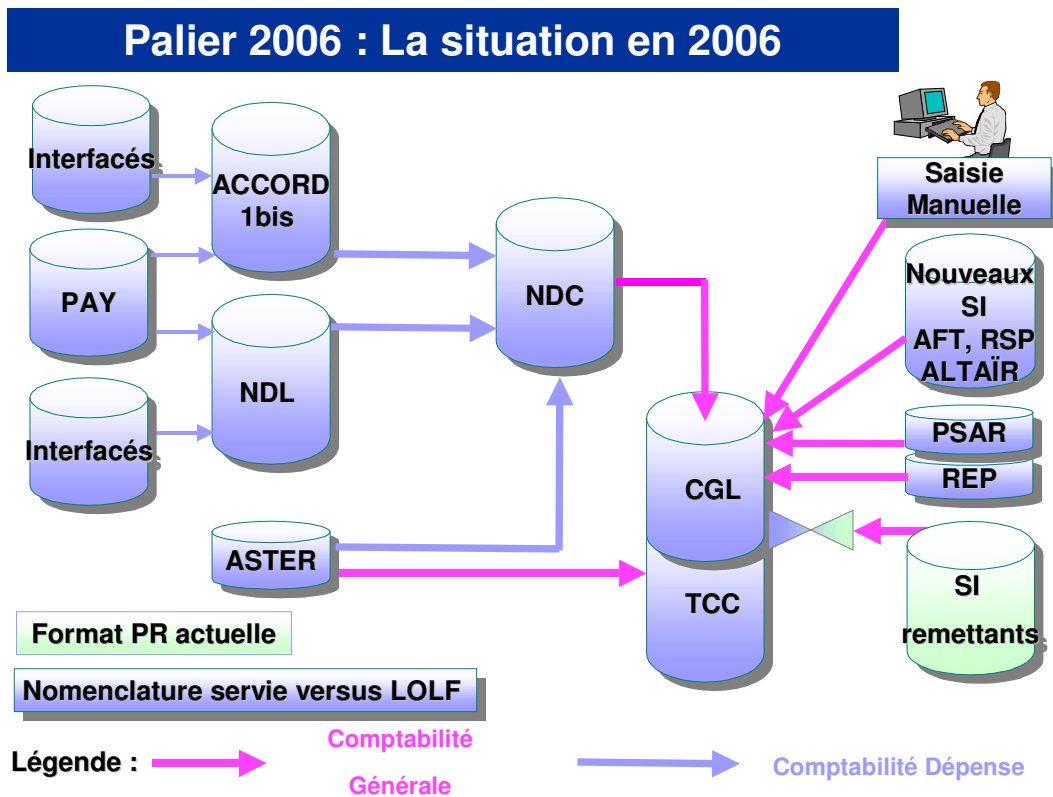 Palier 2006 : La situation en 2006
Interfacés
ACCORD
1bis
PAY
NDL
Interfacés
ASTER
NDC
CGL
TCC
Saisie
Manuelle
Nouveaux
SI
AFT, RSP
ALTAÏR
PSAR
REP
SI
remettants
Format PR actuelle
Nomenclature servie versus LOLF
Légende :
Comptabilité
Générale
Comptabilité Dépense